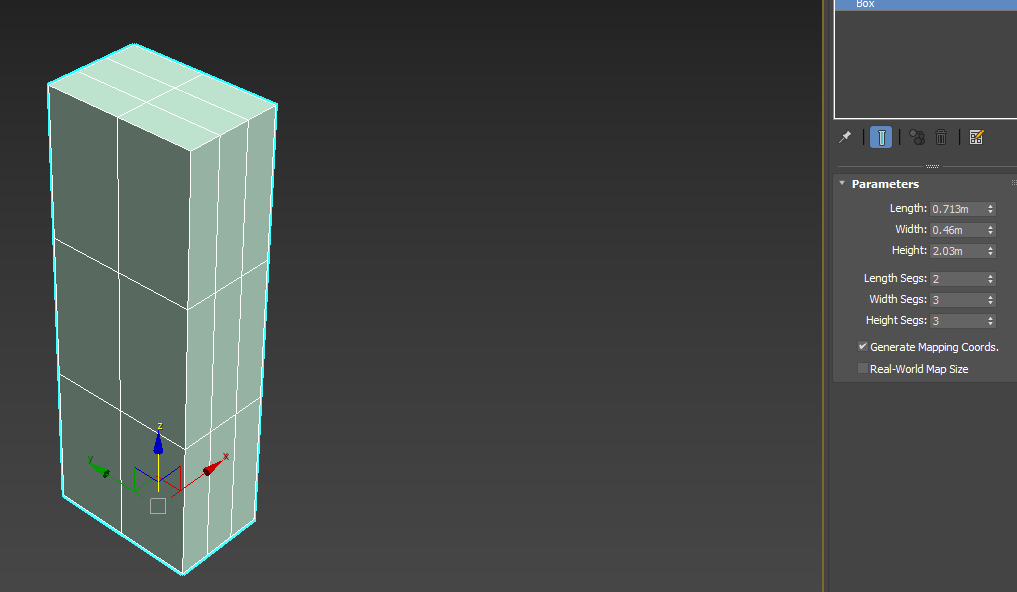 Box
Parameters
Length: 0.713m
Width: 0.46m
Height: 2.03m
Length Segs: 2
Width Segs: 3
Height Segs: 3
Generate Mapping Coords.
Real-World Map Size
z
y
x